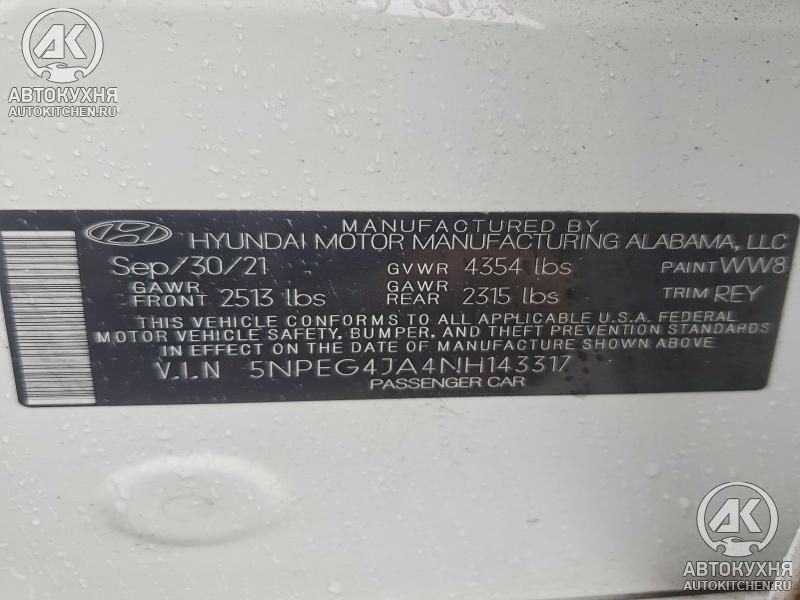 AK
АВТОКУХНЯ
AUTOKITCHEN.RU
MANUFACTURED BY
HYUNDAI MOTOR MANUFACTURING ALABAMA, LLC
Sep/30/21 GVWR 4354 lbs PAINT WW8
GAWR FRONT 2513 lbs GAWR REAR 2315 lbs TRIM REY
THIS VEHICLE CONFORMS TO ALL APPLICABLE U.S.A. FEDERAL
MOTOR VEHICLE SAFETY, BUMPER, AND THEFT PREVENTION STANDARDS
IN EFFECT ON THE DATE OF MANUFACTURE SHOWN ABOVE
V.I.N 5NPEG4JA4NH143317
PASSENGER CAR
AK
АВТОКУХНЯ
AUTOKITCHEN.RU